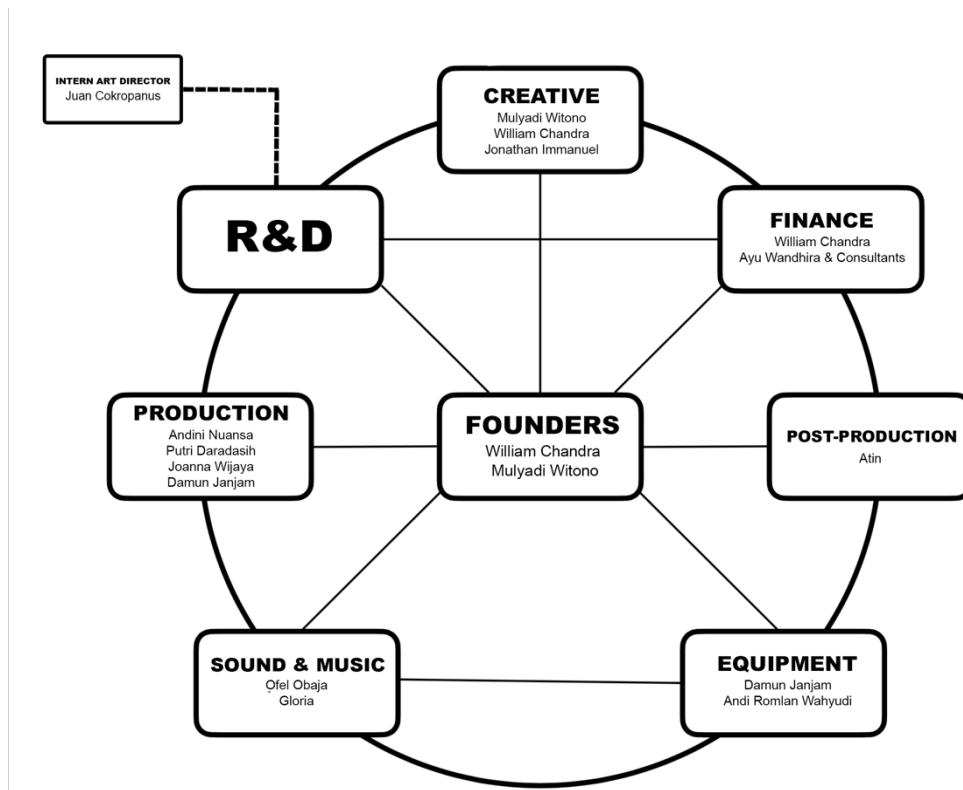 INTERN ART DIRECTOR
Juan Cokropanus
CREATIVE
Mulyadi Witono
William Chandra
Jonathan Immanuel
R&D
FINANCE
William Chandra
Ayu Wandhira & Consultants
PRODUCTION
Andini Nuansa
Putri Daradasih
Joanna Wijaya
Damun Janjam
FOUNDERS
William Chandra
Mulyadi Witono
POST-PRODUCTION
Atin
SOUND & MUSIC
Ofel Obaja
Gloria
EQUIPMENT
Damun Janjam
Andi Romlan Wahyudi